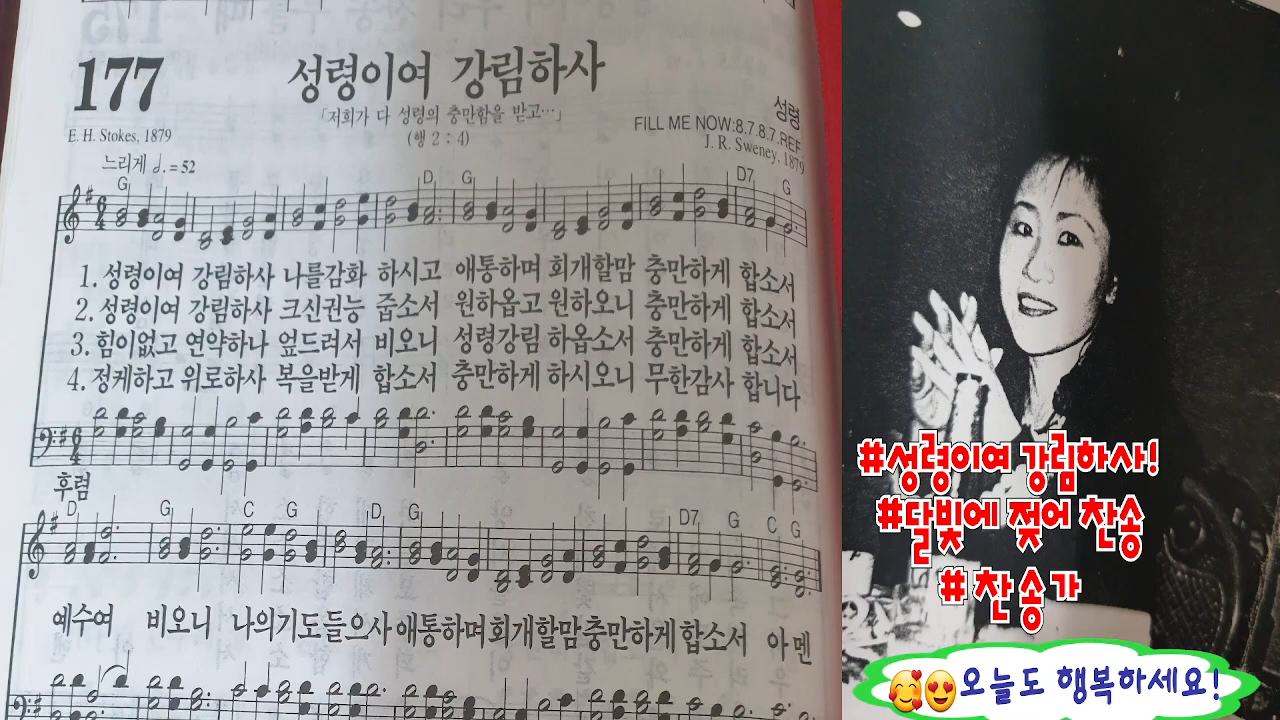 177
성령이여 강림하사
「저희가 다 성령의 충만함을 받고…」
(행 2 : 4)
성령
E. H. Stokes, 1879
FILL ME NOW:8.7.8.7.REF.
J. R. Sweney, 1879
느리게 𝅗𝅥. = 52
G D G D7 G
1. 성령이여 강림하사 나를감화 하시고 애통하며 회개할맘 충만하게 합소서
2. 성령이여 강림하사 크신권능 줍소서 원하옵고 원하오니 충만하게 합소서
3. 힘이없고 연약하나 엎드러서 비오니 성령강림 하옵소서 충만하게 합소서
4. 정케하고 위로하사 복을받게 합소서 충만하게 하시오니 무한감사 합니다
후렴
D G C G D G D7 G C G
예수여 비오니 나의기도들으사 애통하며 회개할맘 충만하게 합소서 아멘
#성령이여 강림하사!
#달빛에 젖어 찬송
# 찬송가
🥰😍오늘도 행복하세요!